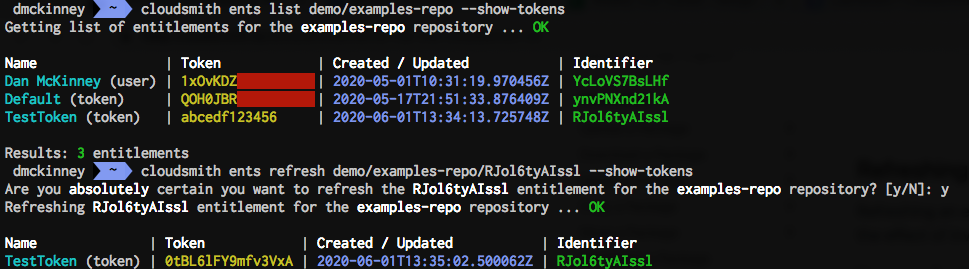 dmckinney ~ cloudsmith ents list demo/examples-repo --show-tokens
Getting list of entitlements for the examples-repo repository ... OK
Name | Token | Created / Updated | Identifier
Dan McKinney (user) | 1xOvKDZ | 2020-05-01T10:31:19.970456Z | YcLoVS7BsLHf
Default (token) | QOH0JBR | 2020-05-17T21:51:33.876409Z | ynvPNXnd21kA
TestToken (token) | abcedf123456 | 2020-06-01T13:34:13.725748Z | RJol6tyAIssl
Results: 3 entitlements
dmckinney ~ cloudsmith ents refresh demo/examples-repo/RJol6tyAIssl --show-tokens
Are you absolutely certain you want to refresh the RJol6tyAIssl entitlement for the examples-repo repository? [y/N]: y
Refreshing RJol6tyAIssl entitlement for the examples-repo repository ... OK
Name | Token | Created / Updated | Identifier
TestToken (token) | 0tBL6lFY9mfv3VxA | 2020-06-01T13:35:02.500062Z | RJol6tyAIssl